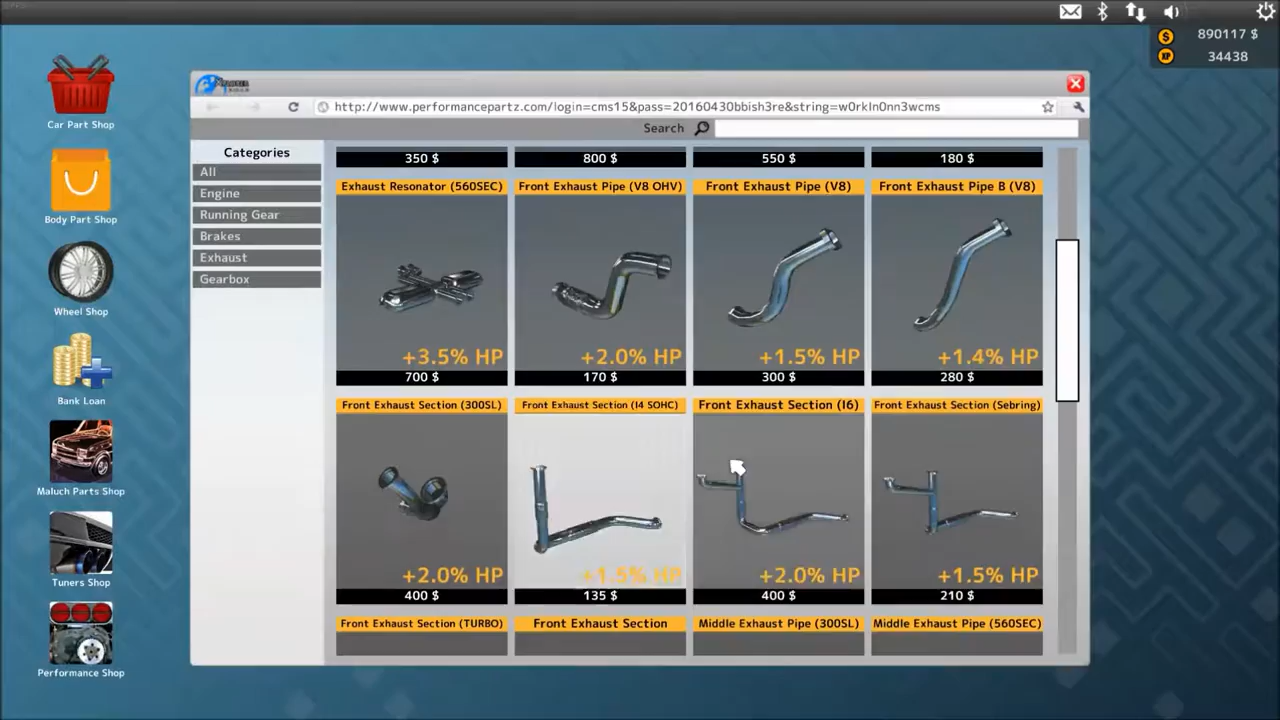 890117 $
34438
http://www.performancepartz.com/login=cms15&pass=20160430bbish3re&string=w0rkIn0nn3wcms
Search
Car Part Shop
Body Part Shop
Wheel Shop
Bank Loan
Maluch Parts Shop
Tuners Shop
Performance Shop
Categories
All
Engine
Running Gear
Brakes
Exhaust
Gearbox
350 $ 800 $ 550 $ 180 $
Exhaust Resonator (560SEC) Front Exhaust Pipe (V8 OHV) Front Exhaust Pipe (V8) Front Exhaust Pipe B (V8)
+3.5% HP +2.0% HP +1.5% HP +1.4% HP
700 $ 170 $ 300 $ 280 $
Front Exhaust Section (300SL) Front Exhaust Section (I4 SOHC) Front Exhaust Section (I6) Front Exhaust Section (Sebring)
+2.0% HP +1.5% HP +2.0% HP +1.5% HP
400 $ 135 $ 400 $ 210 $
Front Exhaust Section (TURBO) Front Exhaust Section Middle Exhaust Pipe (300SL) Middle Exhaust Pipe (560SEC)